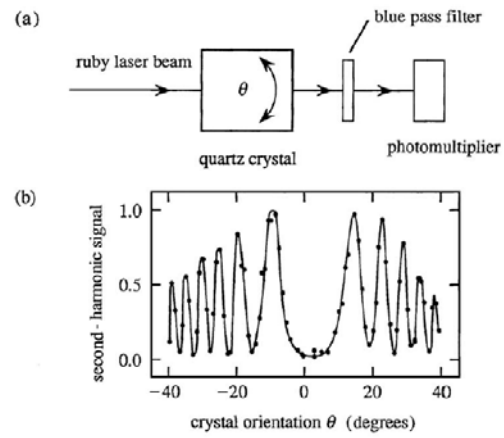 (a)
blue pass filter
ruby laser beam
θ
quartz crystal
photomultiplier
(b)
second - harmonic signal
1.0
0.5
0.0
−40 −20 0 20 40
crystal orientation θ (degrees)